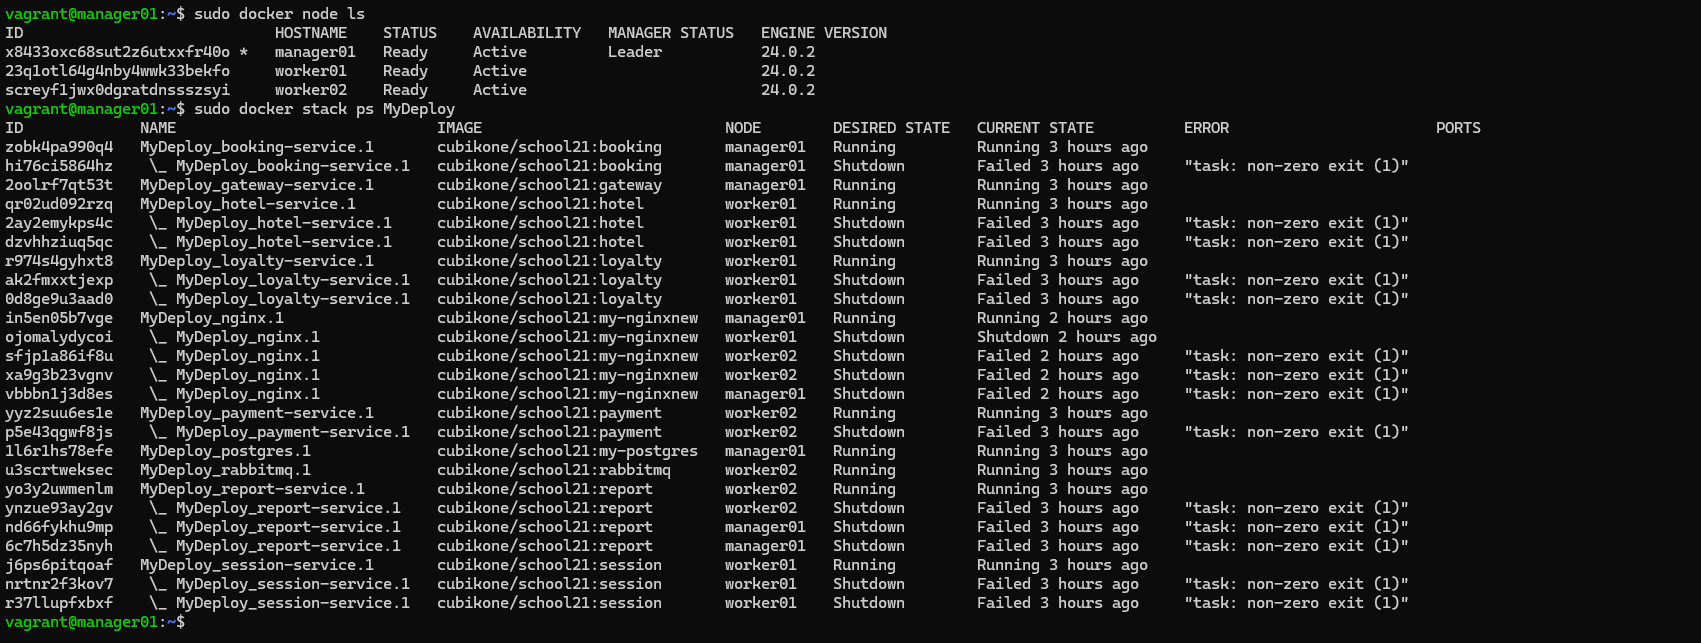 vagrant@manager01:~$ sudo docker node ls
ID                            HOSTNAME    STATUS    AVAILABILITY   MANAGER STATUS   ENGINE VERSION
x8433oxc68sut2z6utxxfr40o *   manager01   Ready     Active         Leader           24.0.2
23q1otl64g4nby4wwk33bekfo     worker01    Ready     Active                          24.0.2
screyf1jwx0dgratdnssszsyi     worker02    Ready     Active                          24.0.2
vagrant@manager01:~$ sudo docker stack ps MyDeploy
ID             NAME                             IMAGE                           NODE        DESIRED STATE   CURRENT STATE          ERROR                       PORTS
zobk4pa990q4   MyDeploy_booking-service.1       cubikone/school21:booking       manager01   Running         Running 3 hours ago
hi76ci5864hz    \_ MyDeploy_booking-service.1   cubikone/school21:booking       manager01   Shutdown        Failed 3 hours ago     "task: non-zero exit (1)"
2oolrf7qt53t   MyDeploy_gateway-service.1       cubikone/school21:gateway       manager01   Running         Running 3 hours ago
qr02ud092rzq   MyDeploy_hotel-service.1         cubikone/school21:hotel         worker01    Running         Running 3 hours ago
2ay2emykps4c    \_ MyDeploy_hotel-service.1     cubikone/school21:hotel         worker01    Shutdown        Failed 3 hours ago     "task: non-zero exit (1)"
dzvhhziuq5qc    \_ MyDeploy_hotel-service.1     cubikone/school21:hotel         worker01    Shutdown        Failed 3 hours ago     "task: non-zero exit (1)"
r974s4gyhxt8   MyDeploy_loyalty-service.1       cubikone/school21:loyalty       worker01    Running         Running 3 hours ago
ak2fmxxtjexp    \_ MyDeploy_loyalty-service.1   cubikone/school21:loyalty       worker01    Shutdown        Failed 3 hours ago     "task: non-zero exit (1)"
0d8ge9u3aad0    \_ MyDeploy_loyalty-service.1   cubikone/school21:loyalty       worker01    Shutdown        Failed 3 hours ago     "task: non-zero exit (1)"
in5en05b7vge   MyDeploy_nginx.1                 cubikone/school21:my-nginxnew   manager01   Running         Running 2 hours ago
ojomalydycoi    \_ MyDeploy_nginx.1             cubikone/school21:my-nginxnew   worker01    Shutdown        Shutdown 2 hours ago
sfjp1a86if8u    \_ MyDeploy_nginx.1             cubikone/school21:my-nginxnew   worker02    Shutdown        Failed 2 hours ago     "task: non-zero exit (1)"
xa9g3b23vgnv    \_ MyDeploy_nginx.1             cubikone/school21:my-nginxnew   worker02    Shutdown        Failed 2 hours ago     "task: non-zero exit (1)"
vbbbn1j3d8es    \_ MyDeploy_nginx.1             cubikone/school21:my-nginxnew   manager01   Shutdown        Failed 2 hours ago     "task: non-zero exit (1)"
yyz2suu6es1e   MyDeploy_payment-service.1       cubikone/school21:payment       worker02    Running         Running 3 hours ago
p5e43qgwf8js    \_ MyDeploy_payment-service.1   cubikone/school21:payment       worker02    Shutdown        Failed 3 hours ago     "task: non-zero exit (1)"
1l6r1hs78efe   MyDeploy_postgres.1              cubikone/school21:my-postgres   manager01   Running         Running 3 hours ago
u3scrtweksec   MyDeploy_rabbitmq.1              cubikone/school21:rabbitmq      worker02    Running         Running 3 hours ago
yo3y2uwmenlm   MyDeploy_report-service.1        cubikone/school21:report        worker02    Running         Running 3 hours ago
ynzue93ay2gv    \_ MyDeploy_report-service.1    cubikone/school21:report        worker02    Shutdown        Failed 3 hours ago     "task: non-zero exit (1)"
nd66fykhu9mp    \_ MyDeploy_report-service.1    cubikone/school21:report        manager01   Shutdown        Failed 3 hours ago     "task: non-zero exit (1)"
6c7h5dz35nyh    \_ MyDeploy_report-service.1    cubikone/school21:report        manager01   Shutdown        Failed 3 hours ago     "task: non-zero exit (1)"
j6ps6pitqoaf   MyDeploy_session-service.1       cubikone/school21:session       worker01    Running         Running 3 hours ago
nrtnr2f3kov7    \_ MyDeploy_session-service.1   cubikone/school21:session       worker01    Shutdown        Failed 3 hours ago     "task: non-zero exit (1)"
r37llupfxbxf    \_ MyDeploy_session-service.1   cubikone/school21:session       worker01    Shutdown        Failed 3 hours ago     "task: non-zero exit (1)"
vagrant@manager01:~$